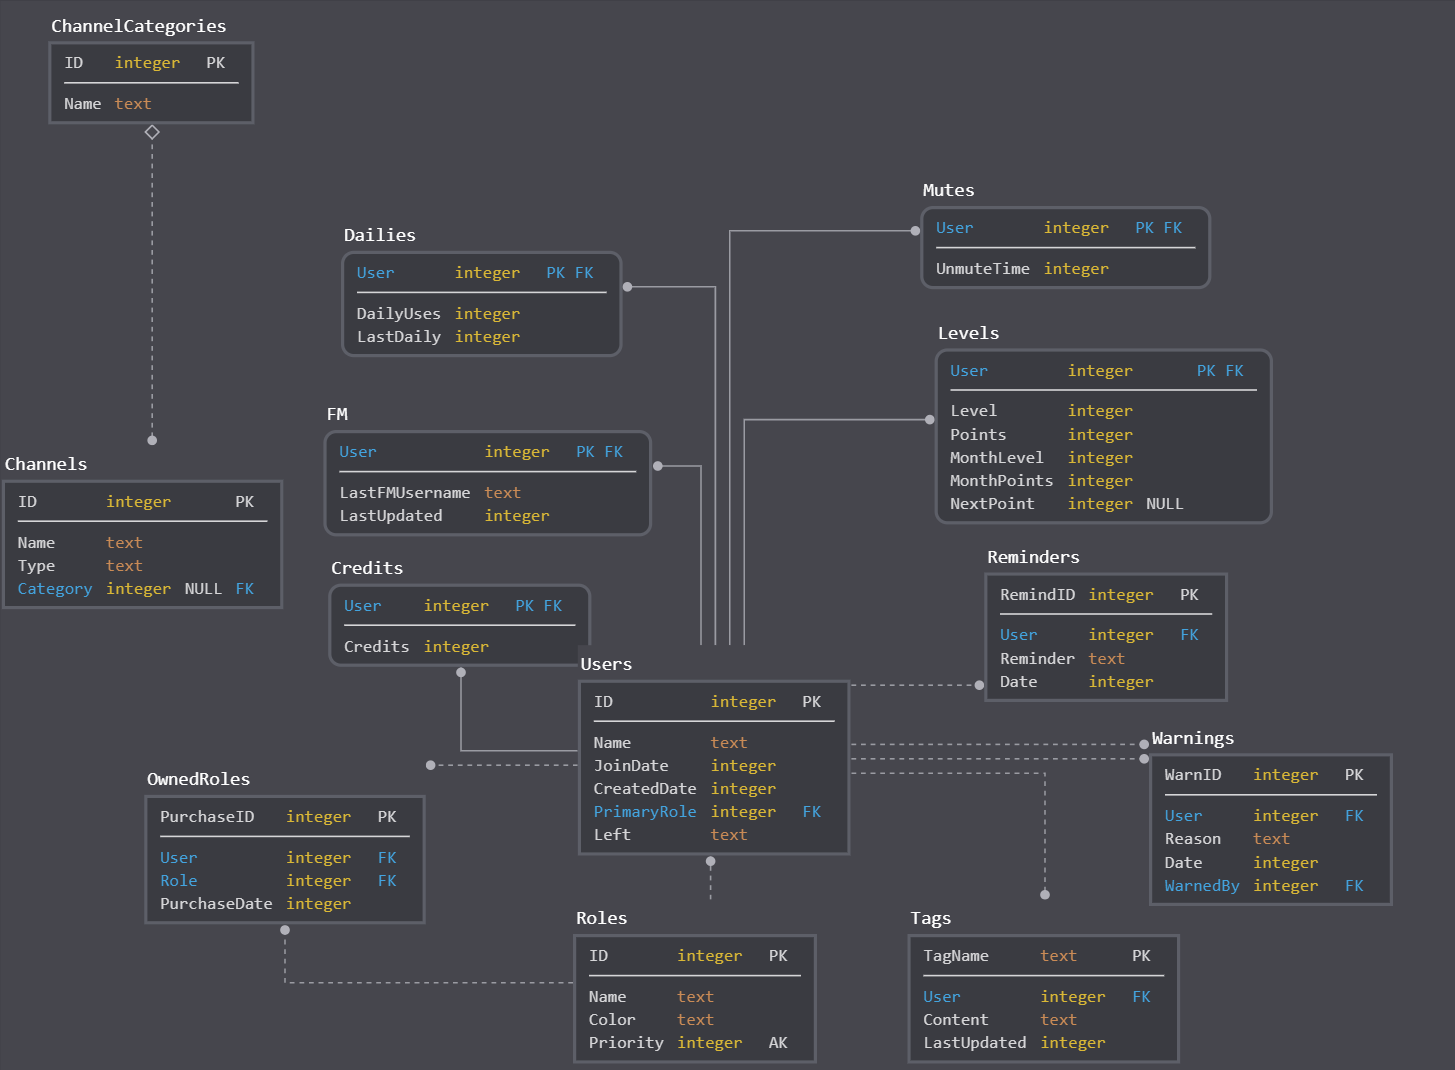 ChannelCategories
ID integer PK
Name text
Mutes
User integer PK FK
UnmuteTime integer
Dailies
User integer PK FK
DailyUses integer
LastDaily integer
Levels
User integer PK FK
Level integer
Points integer
MonthLevel integer
MonthPoints integer
NextPoint integer NULL
FM
User integer PK FK
LastFMUsername text
LastUpdated integer
Channels
ID integer PK
Name text
Type text
Category integer NULL FK
Reminders
RemindID integer PK
User integer FK
Reminder text
Date integer
Credits
User integer PK FK
Credits integer
Users
ID integer PK
Name text
JoinDate integer
CreatedDate integer
PrimaryRole integer FK
Left text
Warnings
WarnID integer PK
User integer FK
Reason text
Date integer
WarnedBy integer FK
OwnedRoles
PurchaseID integer PK
User integer FK
Role integer FK
PurchaseDate integer
Roles
ID integer PK
Name text
Color text
Priority integer AK
Tags
TagName text PK
User integer FK
Content text
LastUpdated integer